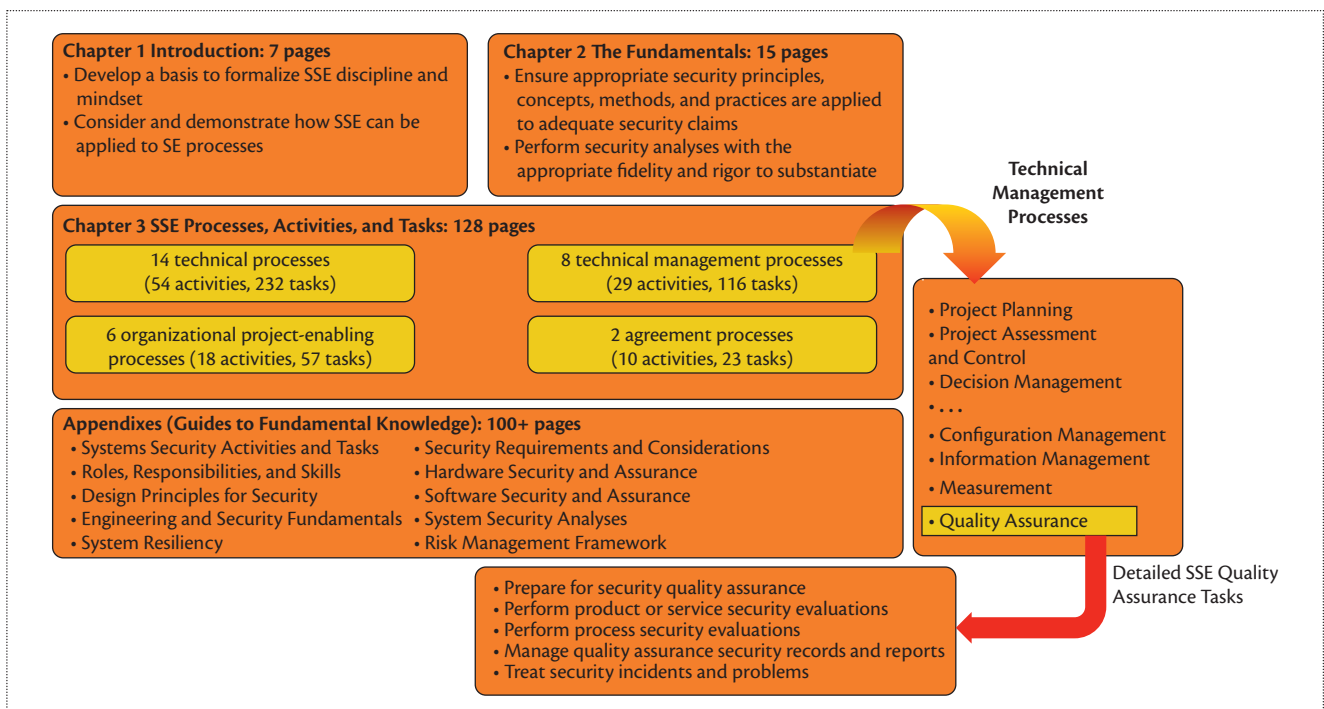 Chapter 1 Introduction: 7 pages
• Develop a basis to formalize SSE discipline and
mindset
• Consider and demonstrate how SSE can be
applied to SE processes
Chapter 2 The Fundamentals: 15 pages
• Ensure appropriate security principles,
concepts, methods, and practices are applied
to adequate security claims
• Perform security analyses with the
appropriate fidelity and rigor to substantiate
Technical
Management
Processes
Chapter 3 SSE Processes, Activities, and Tasks: 128 pages
14 technical processes
(54 activities, 232 tasks)
8 technical management processes
(29 activities, 116 tasks)
6 organizational project-enabling
processes (18 activities, 57 tasks)
2 agreement processes
(10 activities, 23 tasks)
• Project Planning
• Project Assessment
and Control
• Decision Management
• . . .
• Configuration Management
• Information Management
• Measurement
• Quality Assurance
Appendixes (Guides to Fundamental Knowledge): 100+ pages
• Systems Security Activities and Tasks
• Roles, Responsibilities, and Skills
• Design Principles for Security
• Engineering and Security Fundamentals
• System Resiliency
• Security Requirements and Considerations
• Hardware Security and Assurance
• Software Security and Assurance
• System Security Analyses
• Risk Management Framework
Detailed SSE Quality
Assurance Tasks
• Prepare for security quality assurance
• Perform product or service security evaluations
• Perform process security evaluations
• Manage quality assurance security records and reports
• Treat security incidents and problems